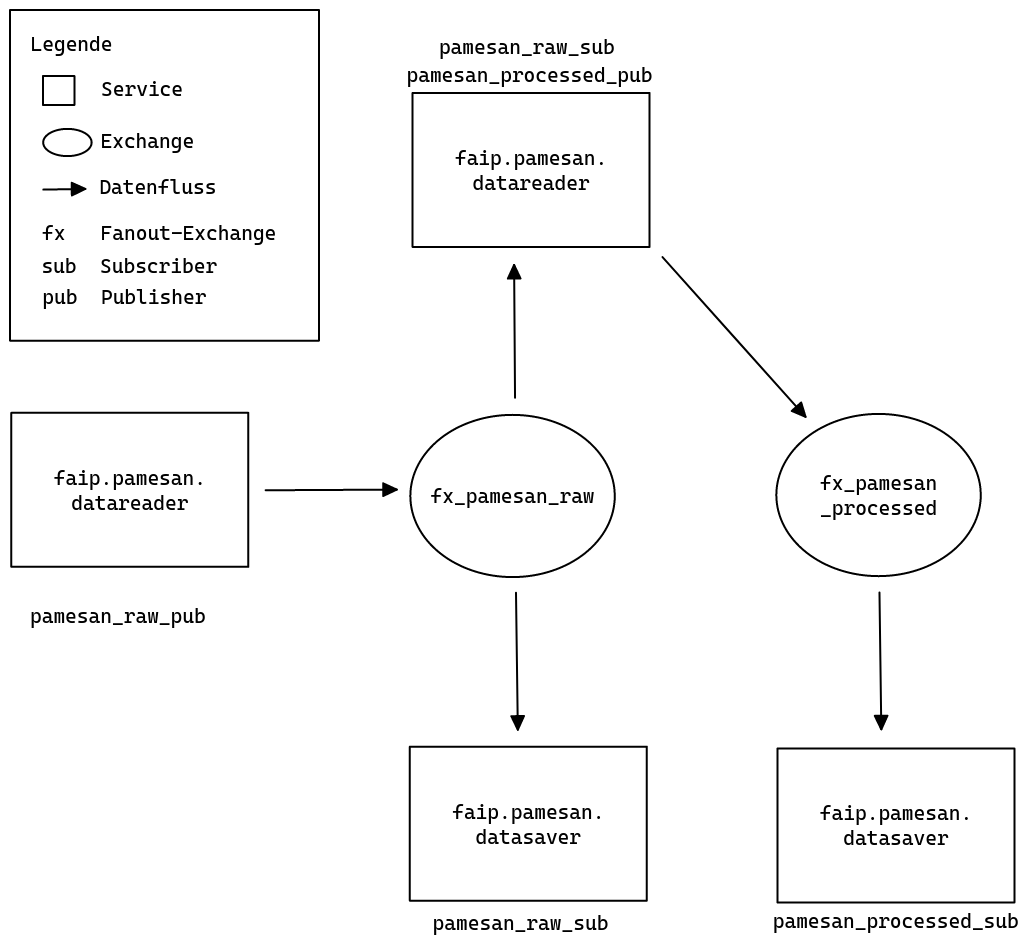 Legende
Service
Exchange
Datenfluss
fx Fanout-Exchange
sub Subscriber
pub Publisher
pamesan_raw_sub
pamesan_processed_pub
faip.pamesan.
datareader
faip.pamesan.
datareader
pamesan_raw_pub
fx_pamesan_raw
fx_pamesan
_processed
faip.pamesan.
datasaver
pamesan_raw_sub
faip.pamesan.
datasaver
pamesan_processed_sub